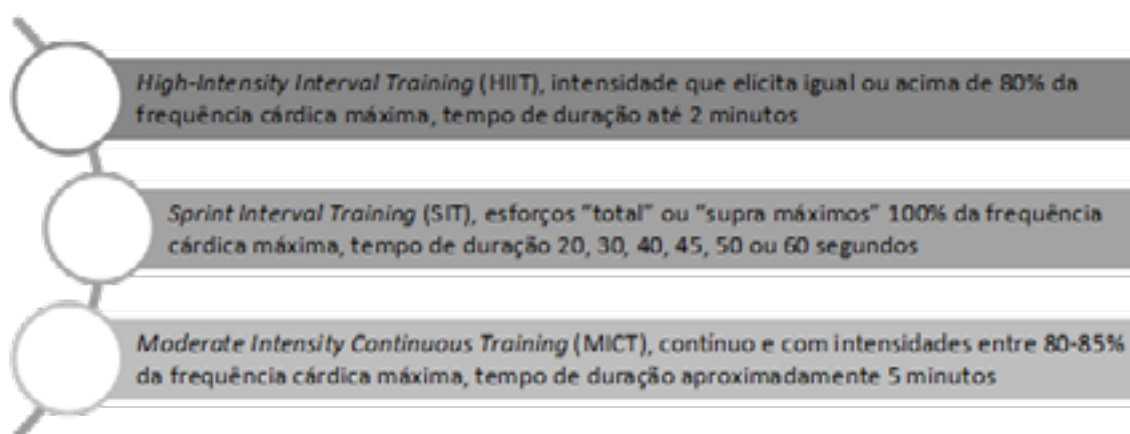 High-Intensity Interval Training (HIIT), intensidade que elicita igual ou acima de 80% da
frequência cárdica máxima, tempo de duração até 2 minutos
Sprint Interval Training (SIT), esforços “total” ou “supra máximos” 100% da frequência
cárdica máxima, tempo de duração 20, 30, 40, 45, 50 ou 60 segundos
Moderate Intensity Continuous Training (MICT), contínuo e com intensidades entre 80-85%
da frequência cárdica máxima, tempo de duração aproximadamente 5 minutos